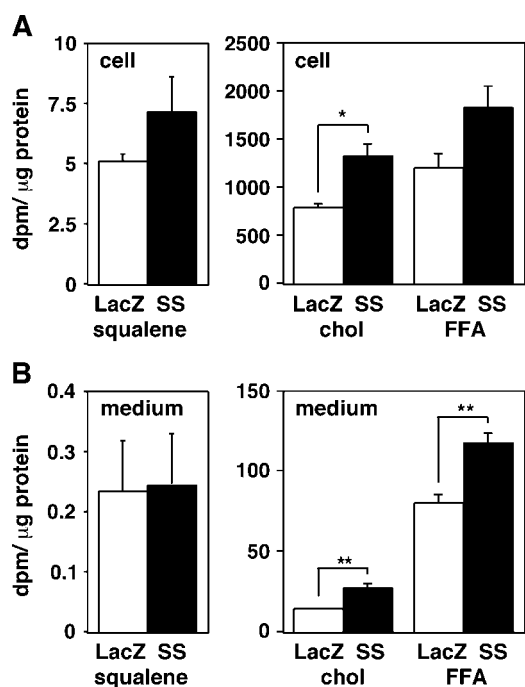 A
dpm/ μg protein
10
7.5
5
2.5
0
cell
LacZ SS
squalene
2500
2000
1500
1000
500
0
cell
*
LacZ SS LacZ SS
chol FFA
B
dpm/ μg protein
0.4
0.3
0.2
0.1
0
medium
LacZ SS
squalene
150
100
50
0
medium
**
**
LacZ SS LacZ SS
chol FFA